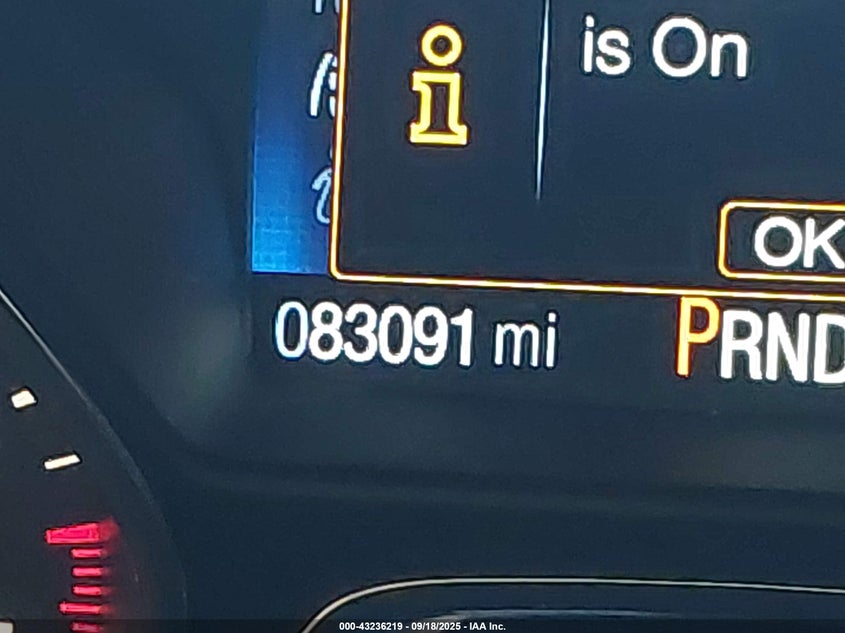 is On
OK
083091 mi
PRND
000-43236219 - 09/18/2025 - IAA Inc.